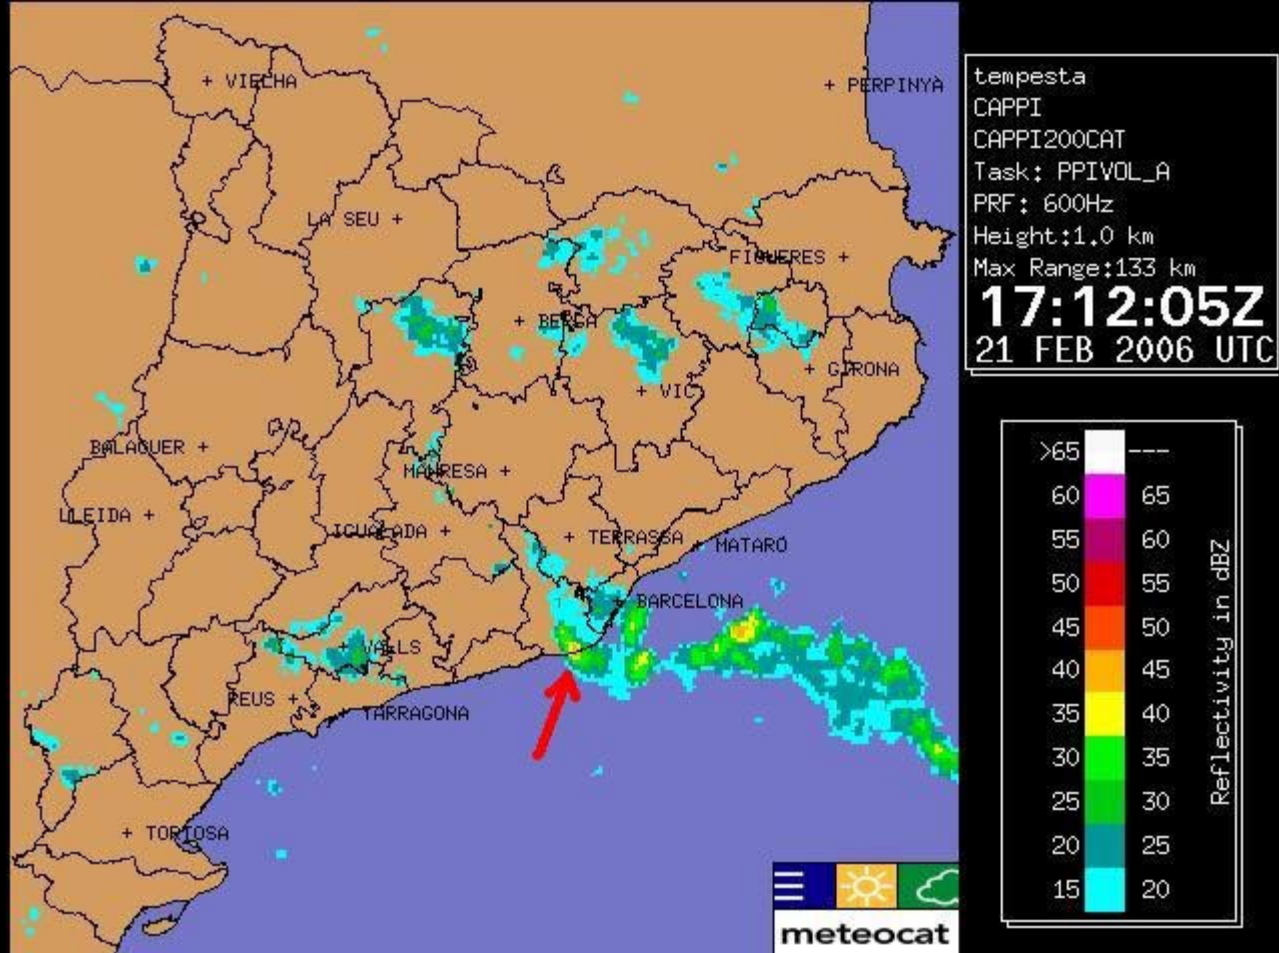 + VIELHA
+ PERPINYÀ
LA SEU +
FIGUERES +
+ BERGA
+ GIRONA
+ VIC
BALAGUER +
MANRESA +
LLEIDA +
IGUALADA +
+ TERRASSA
+ MATARÓ
+ BARCELONA
+ VALLS
REUS +
+ TARRAGONA
+ TORTOSA
meteocat
tempesta
CAPPI
CAPPI200CAT
Task: PPIVOL_A
PRF: 600Hz
Height:1.0 km
Max Range:133 km
17:12:05Z
21 FEB 2006 UTC
>65 ---
60 65
55 60
50 55
45 50
40 45
35 40
30 35
25 30
20 25
15 20
Reflectivity in dBZ